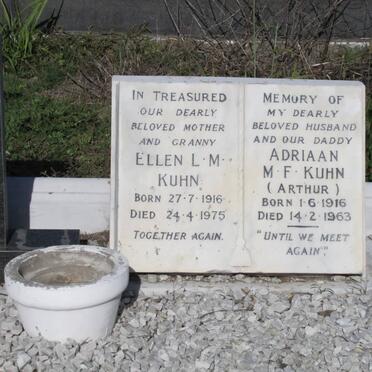 IN TREASURED
OUR DEARLY
BELOVED MOTHER
AND GRANNY
ELLEN L·M·
KUHN
BORN 27·7·1916
DIED 24·4·1975
TOGETHER AGAIN.
MEMORY OF
MY DEARLY
BELOVED HUSBAND
AND OUR DADDY
ADRIAAN
M·F·KUHN
(ARTHUR)
BORN 1·6·1916
DIED 14·2·1963
"UNTIL WE MEET
AGAIN".